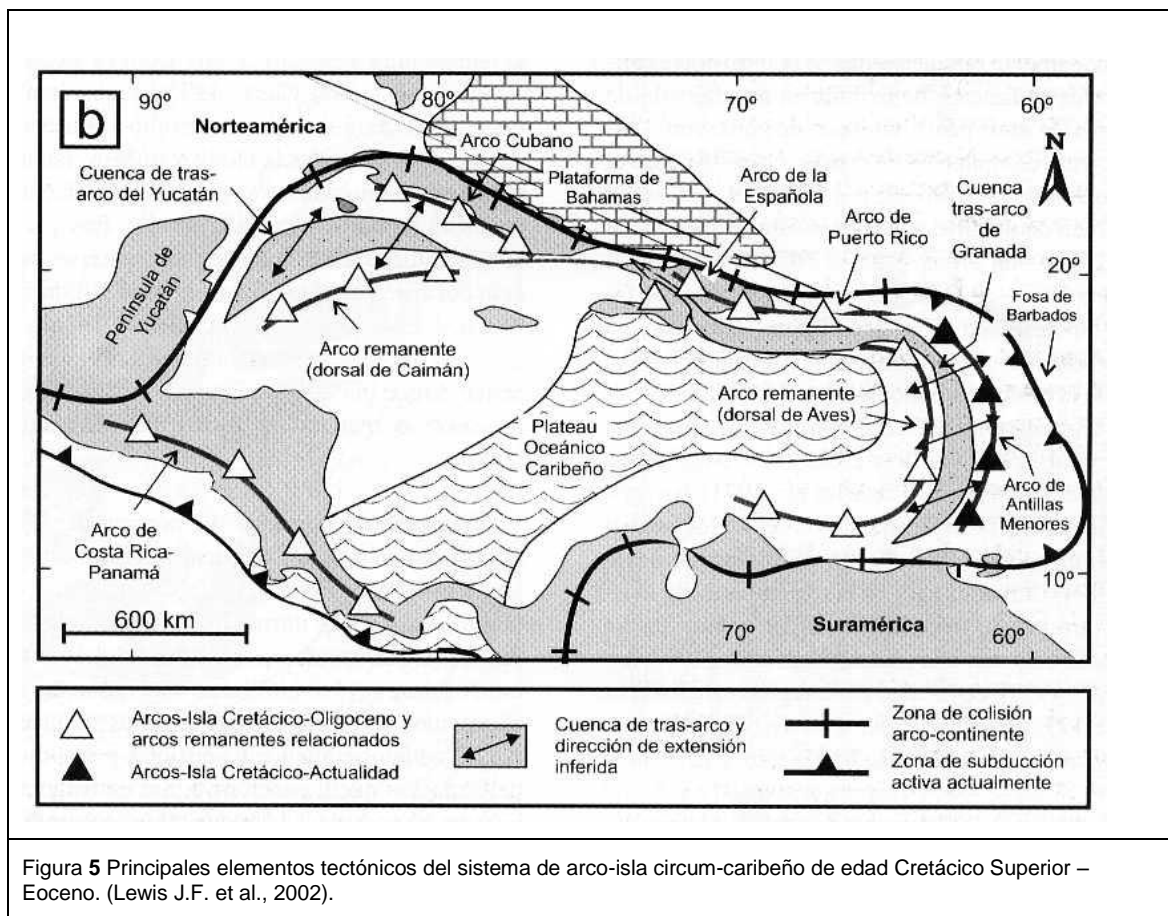 b
90º
80º
70º
60º
Norteamérica
N
Cuenca de tras-
arco de Yucatán
Arco Cubano
Plataforma de
Bahamas
Arco de la
Española
Arco de
Puerto Rico
Cuenca
tras-arco
de
Granada
20º
Fosa de
Barbados
Península de
Yucatán
Arco remanente
(dorsal de Caimán)
Arco remanente
(dorsal de Aves)
Plateau
Oceánico
Caribeño
Arco de
Antillas
Menores
Arco de
Costa Rica-
Panamá
10º
600 km
70º
Suramérica
60º
Arcos-Isla Cretácico-Oligoceno y
arcos remanentes relacionados
Arcos-Isla Cretácico-Actualidad
Cuenca de tras-arco y
dirección de extensión
inferida
Zona de colisión
arco-continente
Zona de subducción
activa actualmente
Figura 5 Principales elementos tectónicos del sistema de arco-isla circum-caribeño de edad Cretácico Superior –
Eoceno. (Lewis J.F. et al., 2002).